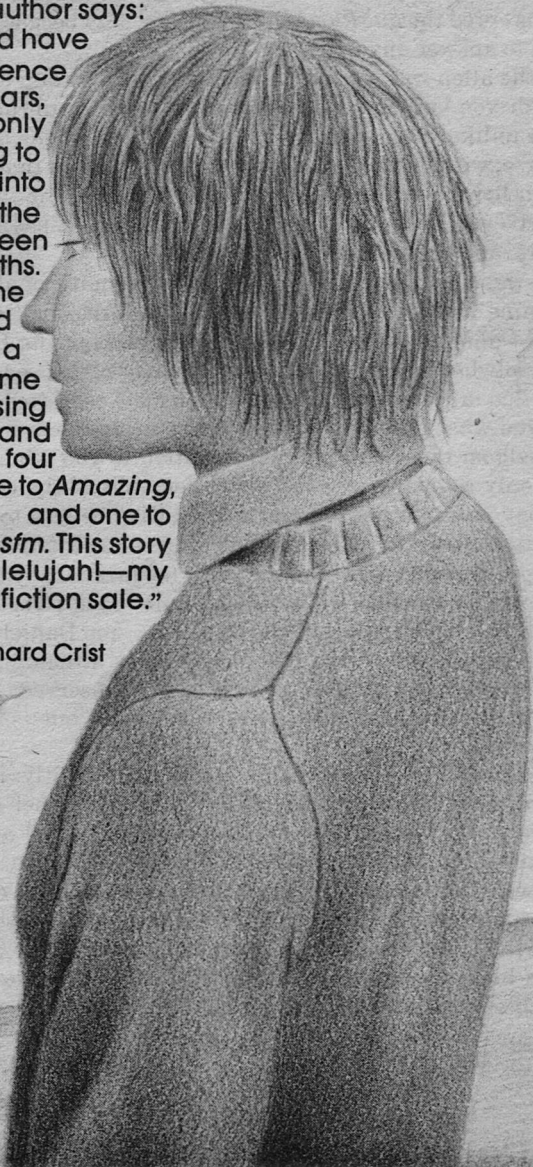 author says:
d have
ence
ars,
only
g to
into
the
een
ths.
ne
d
a
me
sing
and
four
e to Amazing,
and one to
sfm. This story
lelujah!—my
fiction sale.”
hard Crist